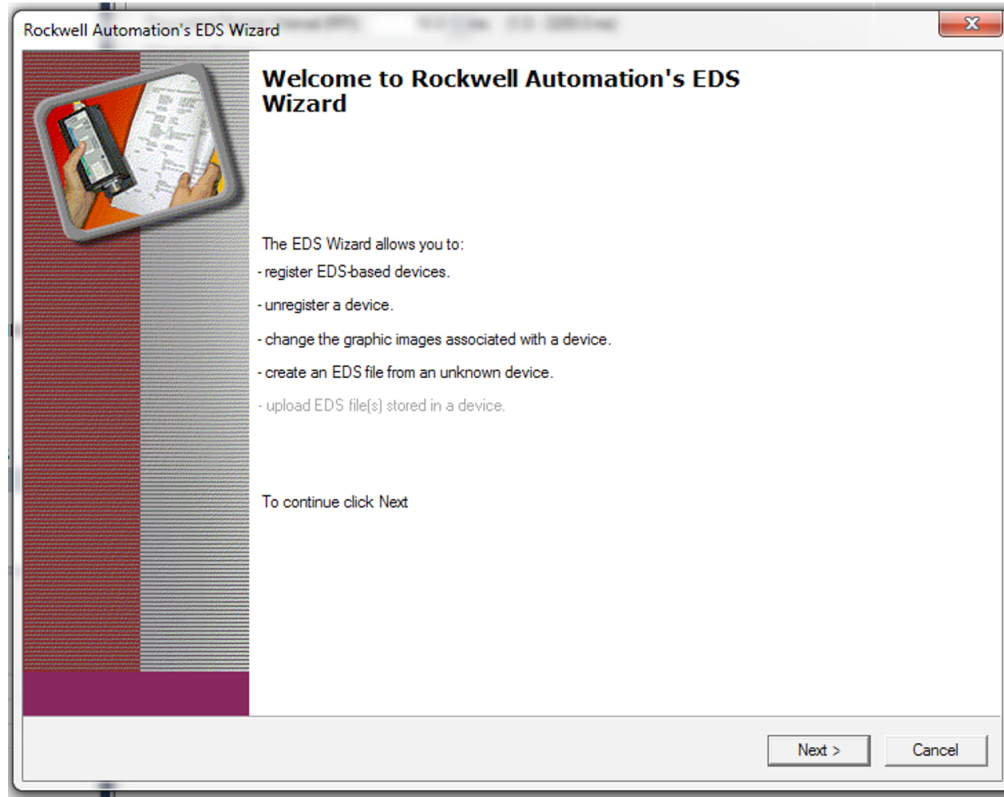 Rockwell Automation's EDS Wizard
Welcome to Rockwell Automation's EDS
Wizard
The EDS Wizard allows you to:
- register EDS-based devices.
- unregister a device.
- change the graphic images associated with a device.
- create an EDS file from an unknown device.
- upload EDS file(s) stored in a device.
To continue click Next
Next >
Cancel